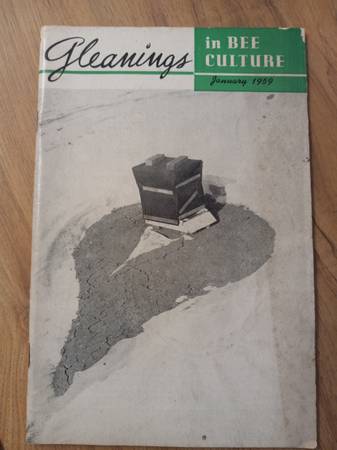 Gleanings
in BEE
CULTURE
January 1959